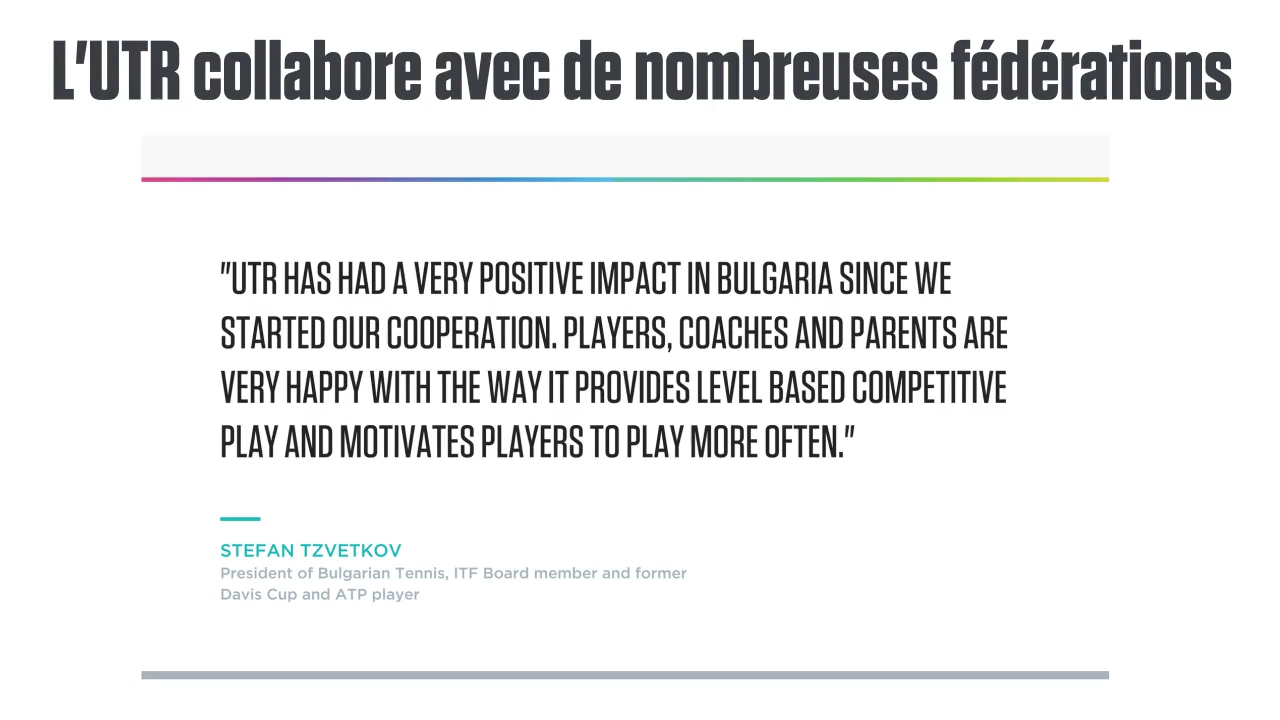 L'UTR collabore avec de nombreuses fédérations
"UTR HAS HAD A VERY POSITIVE IMPACT IN BULGARIA SINCE WE
STARTED OUR COOPERATION. PLAYERS, COACHES AND PARENTS ARE
VERY HAPPY WITH THE WAY IT PROVIDES LEVEL BASED COMPETITIVE
PLAY AND MOTIVATES PLAYERS TO PLAY MORE OFTEN."
STEFAN TZVETKOV
President of Bulgarian Tennis, ITF Board member and former
Davis Cup and ATP player